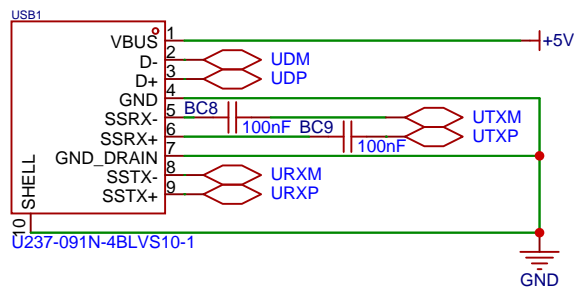 USB1
VBUS 1 +5V
D- 2 UDM
D+ 3 UDP
GND 4
SSRX- 5 BC8 100nF UTXM
SSRX+ 6 BC9 100nF UTXP
GND_DRAIN 7
SSTX- 8 URXM
SSTX+ 9 URXP
SHELL 10
U237-091N-4BLVS10-1
GND